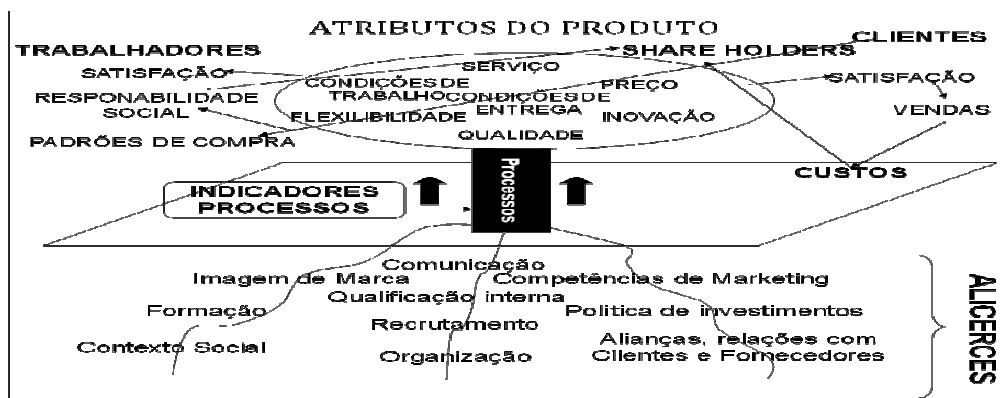 ATRIBUTOS DO PRODUTO
TRABALHADORES
SHARE HOLDERS
CLIENTES
SATISFAÇÃO
SERVIÇO
SATISFAÇÃO
CONDIÇÕES DE
TRABALHO
PREÇO
RESPONABILIDADE
SOCIAL
CONDIÇÕES DE
ENTREGA
VENDAS
FLEXILIBILIDADE
INOVAÇÃO
PADRÕES DE COMPRA
QUALIDADE
CUSTOS
Processos
INDICADORES
PROCESSOS
Comunicação
Imagem de Marca
Competências de Marketing
Qualificação interna
Formação
Politica de investimentos
Recrutamento
Contexto Social
Alianças, relações com
Clientes e Fornecedores
Organização
ALICERCES